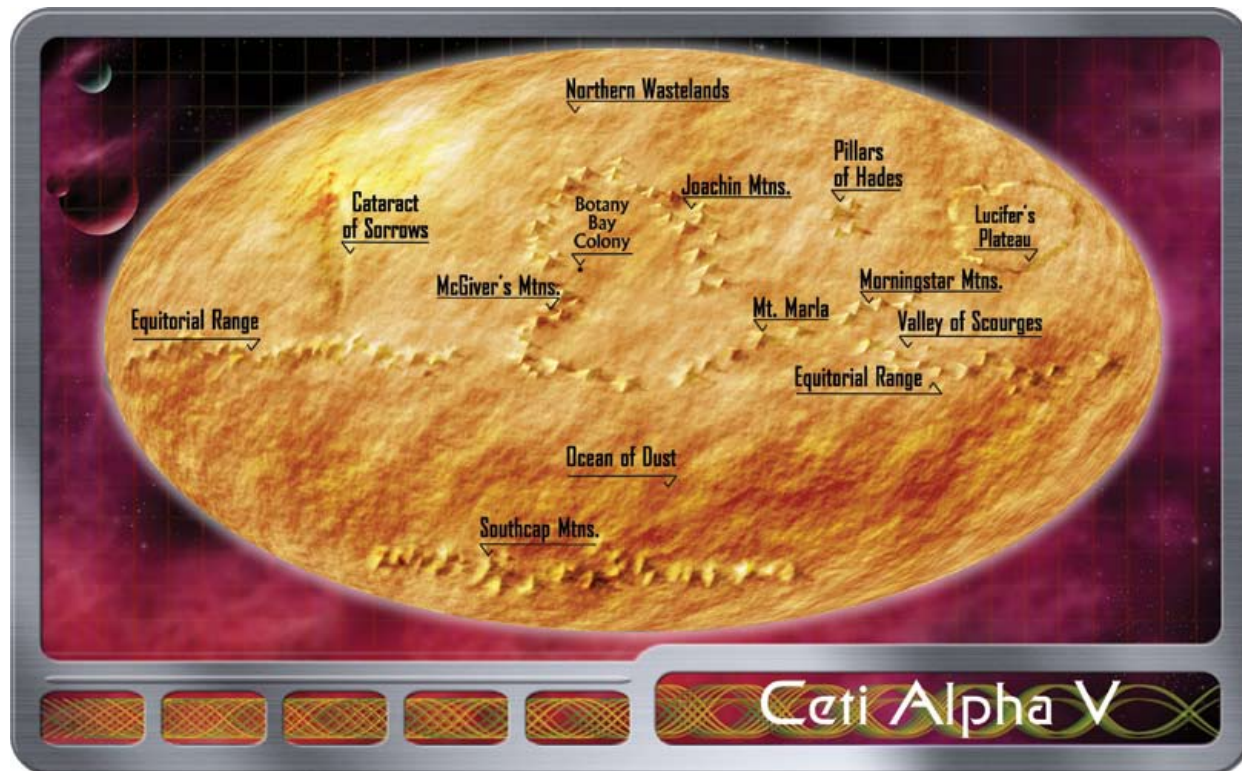 Northern Wastelands
Pillars
of Hades
Joachin Mtns.
Cataract
of Sorrows
Botany
Bay
Colony
Lucifer's
Plateau
McGiver's Mtns.
Morningstar Mtns.
Equitorial Range
Mt. Marla
Valley of Scourges
Equitorial Range
Ocean of Dust
Southcap Mtns.
Ceti Alpha V